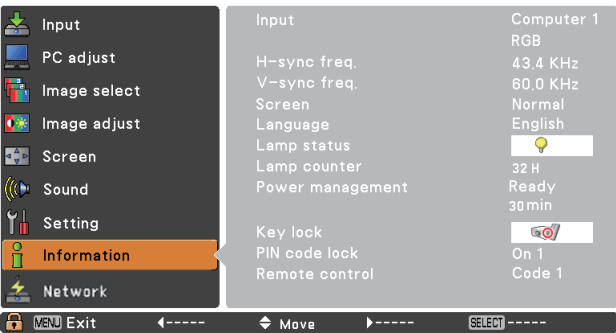 Input
PC adjust
Image select
Image adjust
Screen
Sound
Setting
Information
Network
Input Computer 1
RGB
H-sync freq. 43.4 KHz
V-sync freq. 60.0 KHz
Screen Normal
Language English
Lamp status
Lamp counter 32 H
Power management Ready
30 min
Key lock
PIN code lock On 1
Remote control Code 1
MENU Exit ----- Move ----- SELECT -----